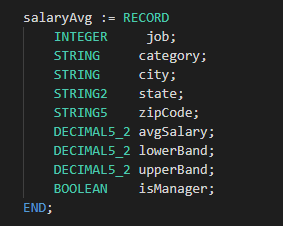 salaryAvg := RECORD
    INTEGER     job;
    STRING     category;
    STRING     city;
    STRING2    state;
    STRING5    zipCode;
    DECIMAL5_2 avgSalary;
    DECIMAL5_2 lowerBand;
    DECIMAL5_2 upperBand;
    BOOLEAN    isManager;
END;